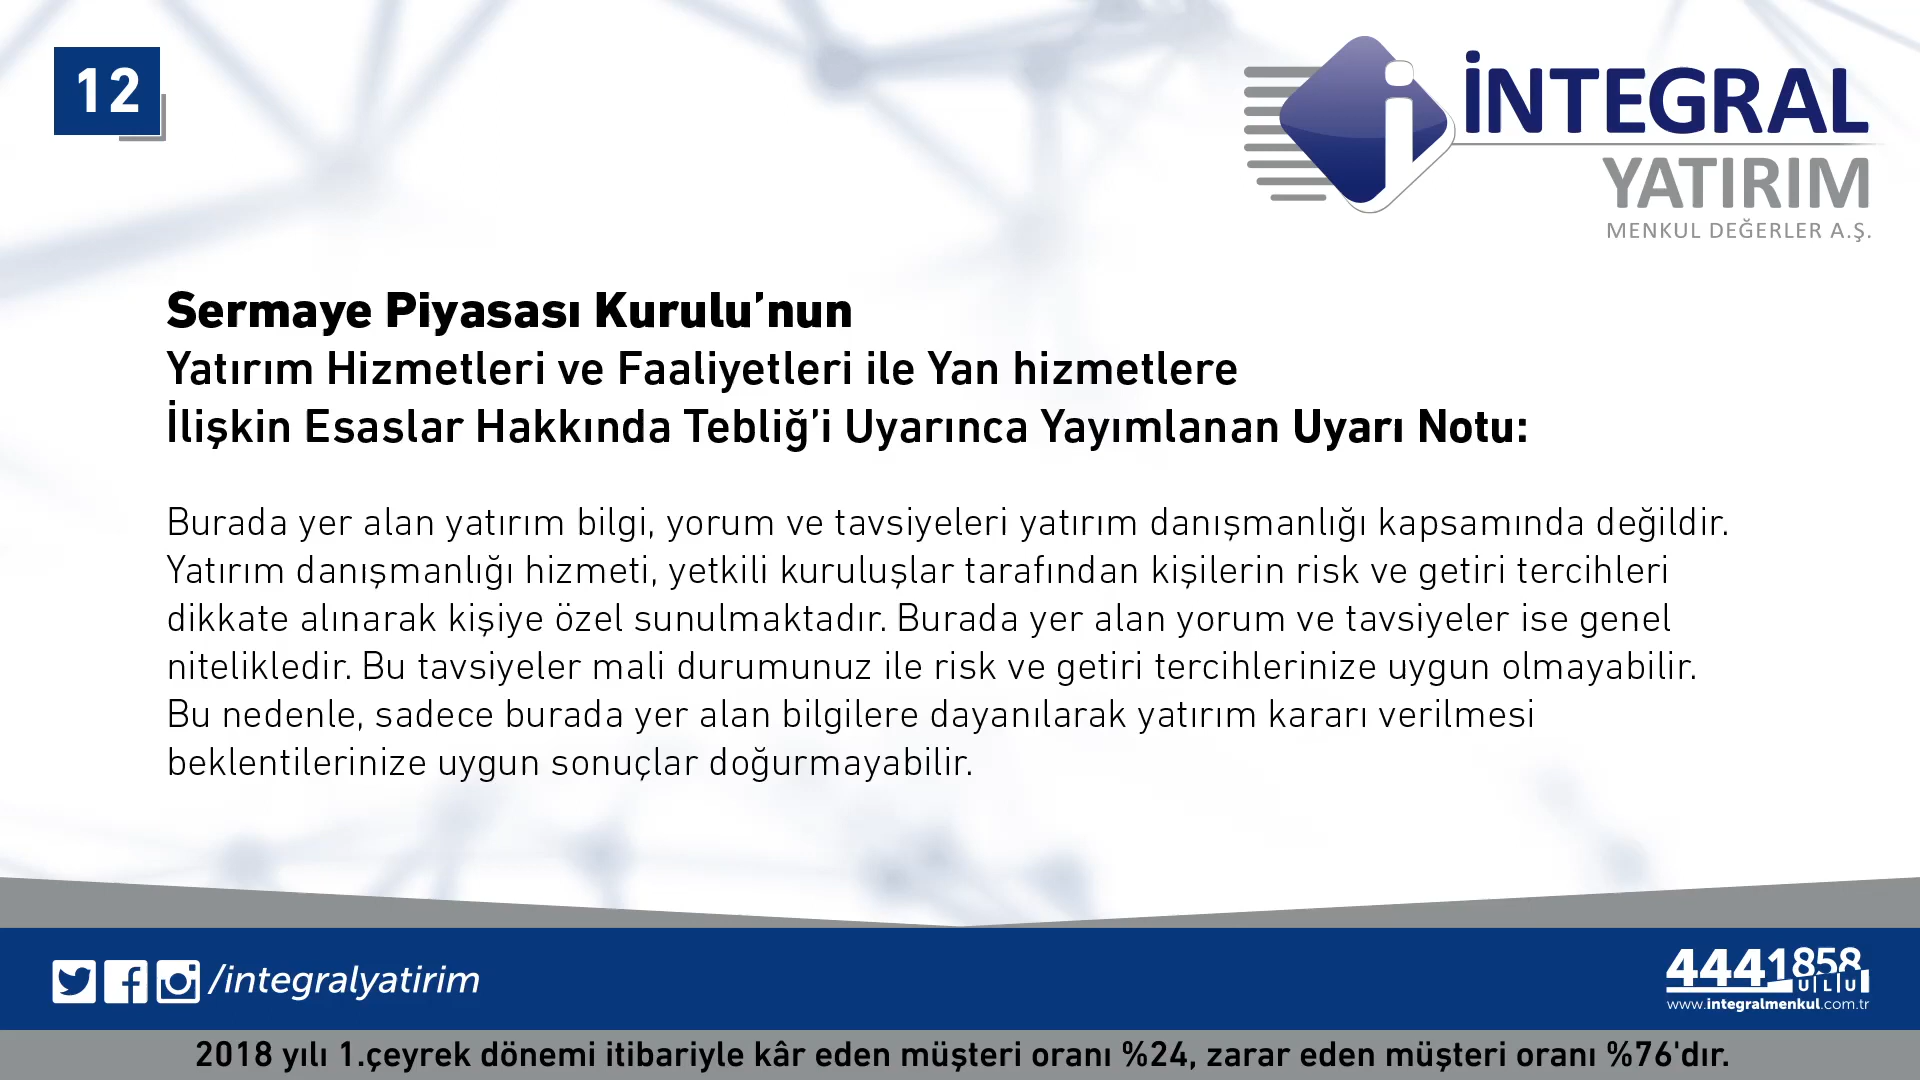 12
İNTEGRAL
YATIRIM
MENKUL DEĞERLER A.Ş.
Sermaye Piyasası Kurulu’nun
Yatırım Hizmetleri ve Faaliyetleri ile Yan hizmetlere
İlişkin Esaslar Hakkında Tebliğ’i Uyarınca Yayımlanan Uyarı Notu:
Burada yer alan yatırım bilgi, yorum ve tavsiyeleri yatırım danışmanlığı kapsamında değildir.
Yatırım danışmanlığı hizmeti, yetkili kuruluşlar tarafından kişilerin risk ve getiri tercihleri
dikkate alınarak kişiye özel sunulmaktadır. Burada yer alan yorum ve tavsiyeler ise genel
nitelikledir. Bu tavsiyeler mali durumunuz ile risk ve getiri tercihlerinize uygun olmayabilir.
Bu nedenle, sadece burada yer alan bilgilere dayanılarak yatırım kararı verilmesi
beklentilerinize uygun sonuçlar doğurmayabilir.
/integralyatirim
4441858
U|L|U
www.integralmenkul.com.tr
2018 yılı 1.çeyrek dönemi itibariyle kâr eden müşteri oranı %24, zarar eden müşteri oranı %76'dır.